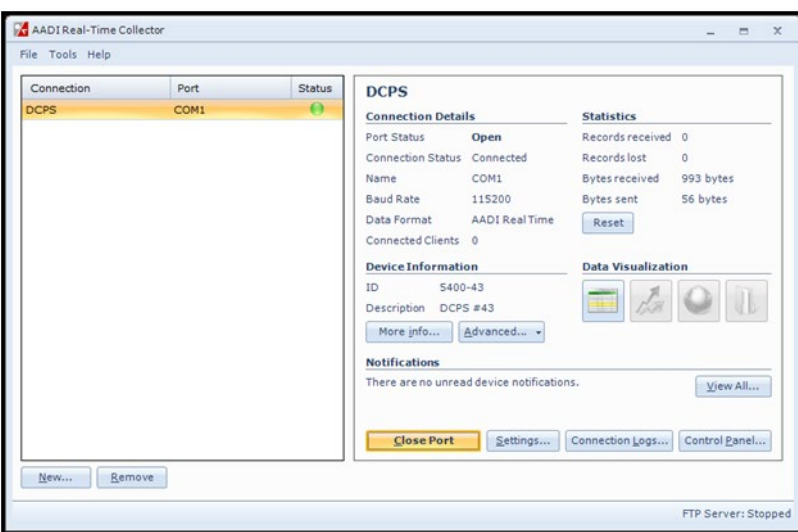 AADI Real-Time Collector
File Tools Help
Connection Port Status
DCPS COM1
DCPS
Connection Details
Port Status Open
Connection Status Connected
Name COM1
Baud Rate 115200
Data Format AADI Real Time
Connected Clients 0
Statistics
Records received 0
Records lost 0
Bytes received 993 bytes
Bytes sent 56 bytes
Reset
Device Information
ID 5400-43
Description DCPS #43
More info... Advanced...
Data Visualization
Notifications
There are no unread device notifications.
View All...
Close Port Settings... Connection Logs... Control Panel...
New... Remove
FTP Server: Stopped